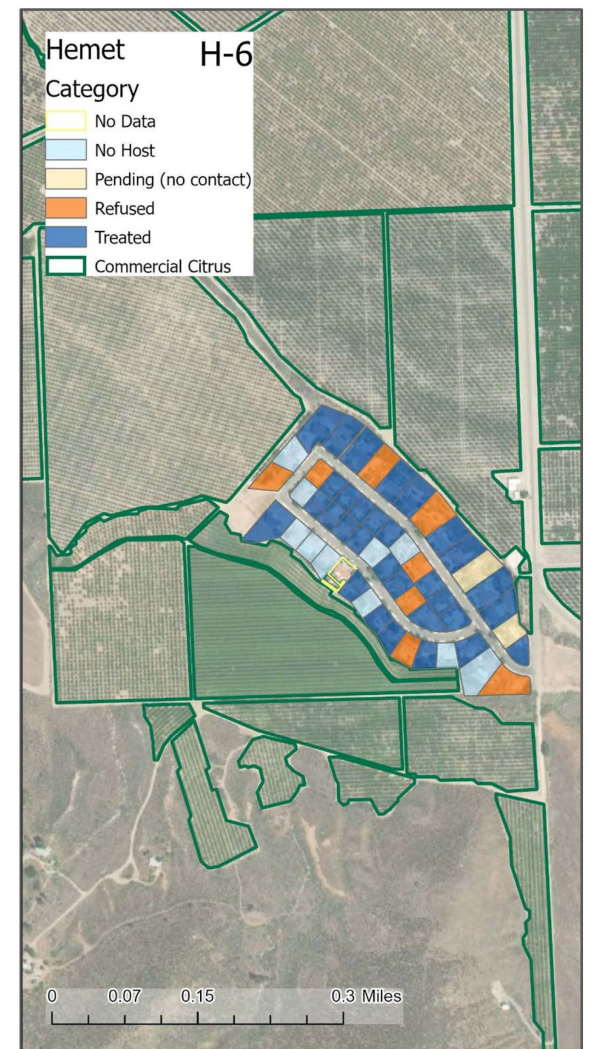 Hemet H-6
Category
No Data
No Host
Pending (no contact)
Refused
Treated
Commercial Citrus
0 0.07 0.15 0.3 Miles